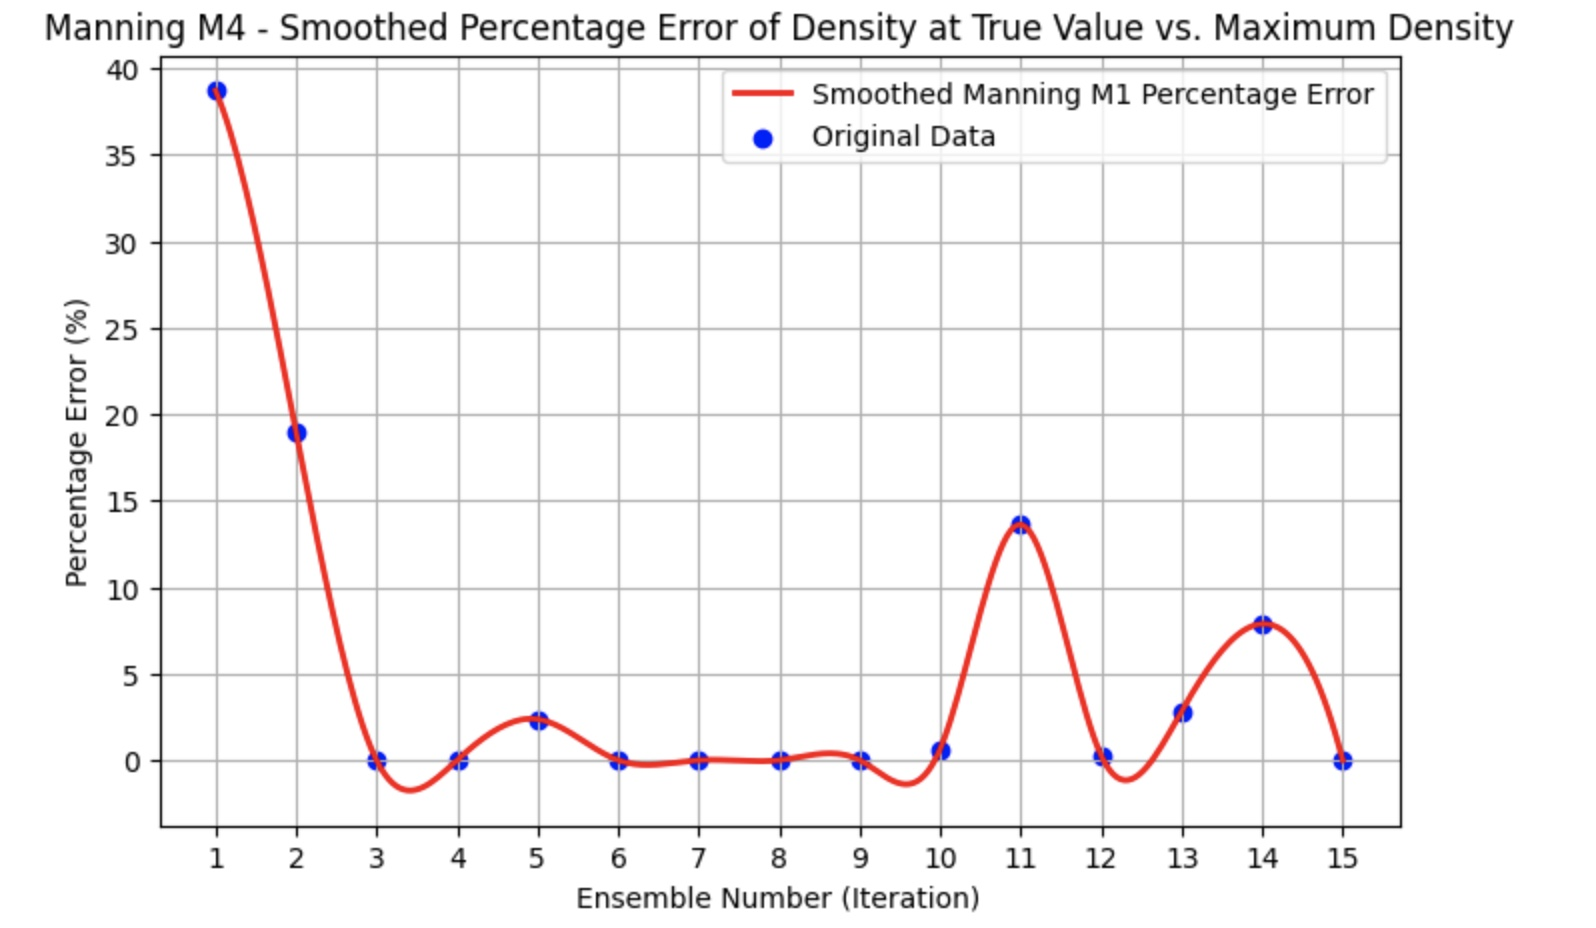 Manning M4 - Smoothed Percentage Error of Density at True Value vs. Maximum Density
Smoothed Manning M1 Percentage Error
Original Data
Percentage Error (%)
40
35
30
25
20
15
10
5
0
1 2 3 4 5 6 7 8 9 10 11 12 13 14 15
Ensemble Number (Iteration)